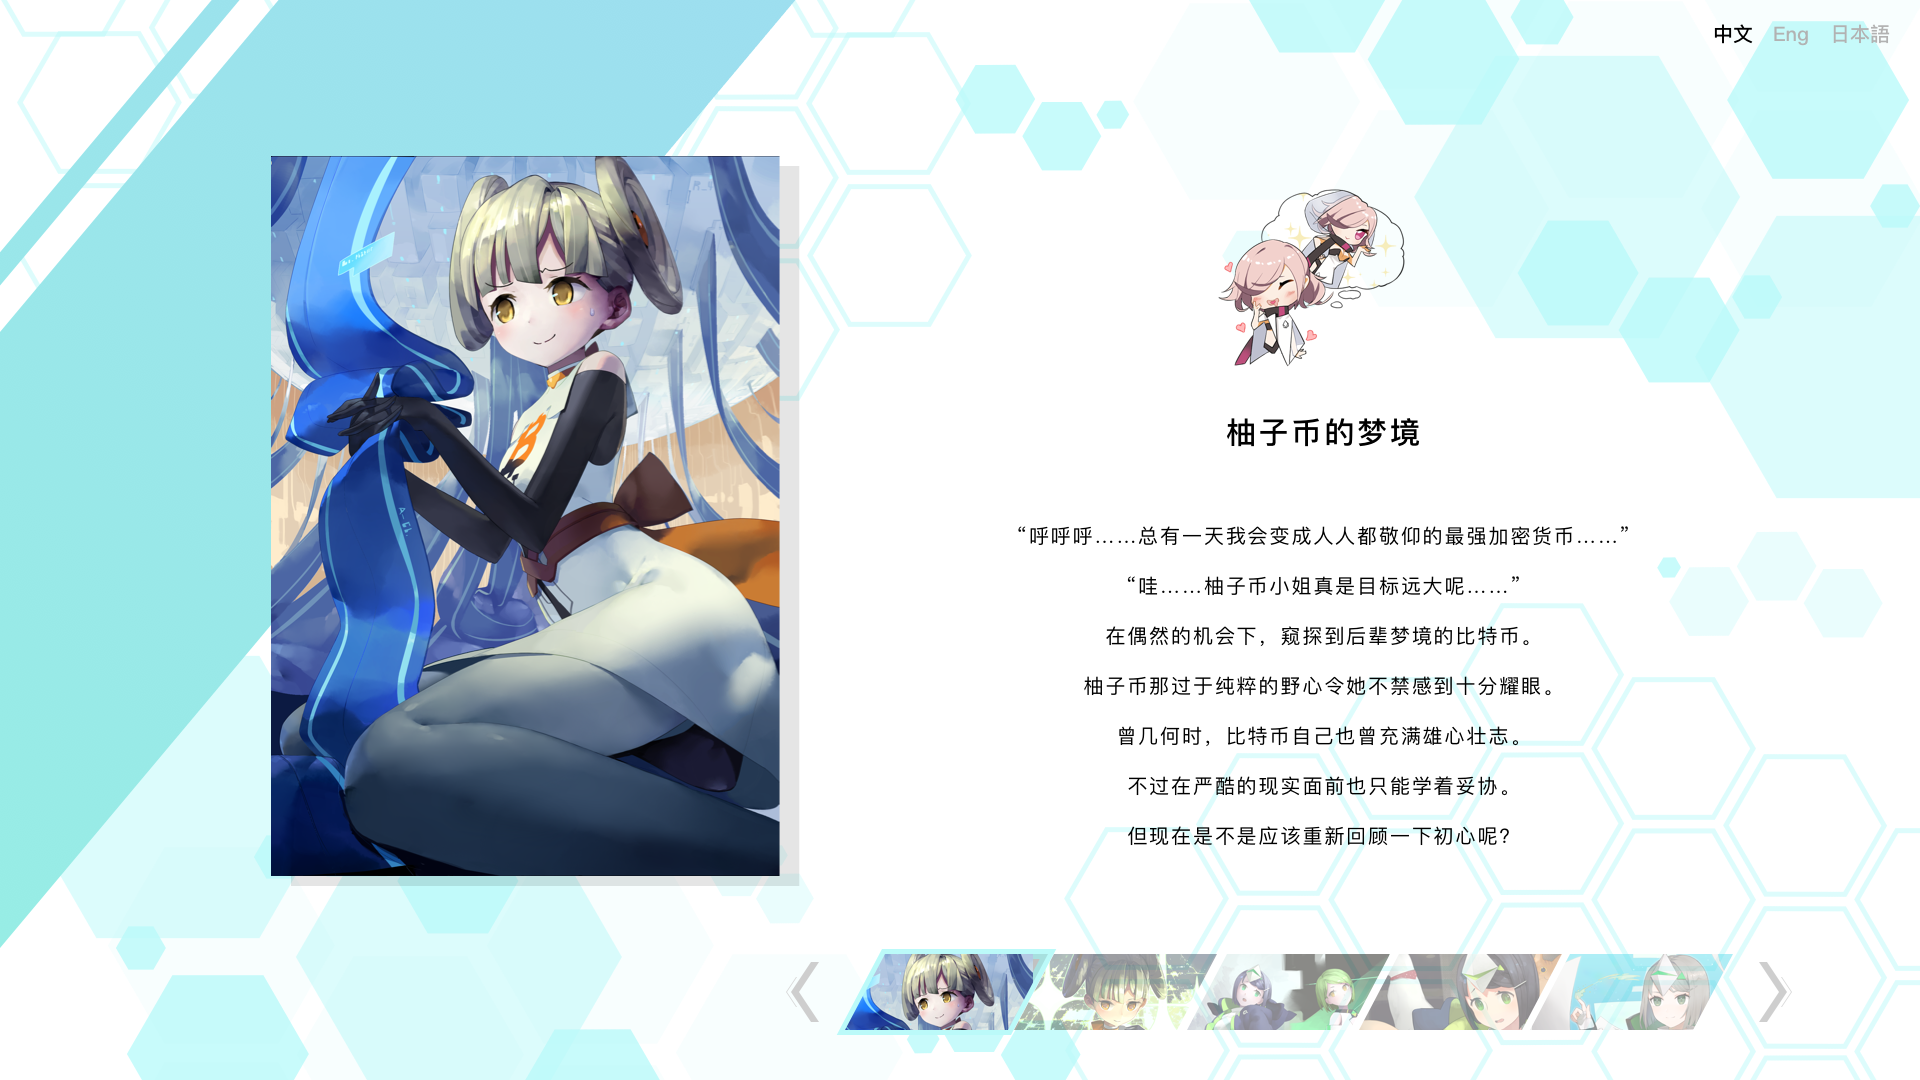 中文 Eng 日本語
柚子币的梦境
“呼呼呼……总有一天我会变成人人都敬仰的最强加密货币……”
“哇……柚子币小姐真是目标远大呢……”
在偶然的机会下，窥探到后辈梦境的比特币。
柚子币那过于纯粹的野心令她不禁感到十分耀眼。
曾几何时，比特币自己也曾充满雄心壮志。
不过在严酷的现实面前也只能学着妥协。
但现在是不是应该重新回顾一下初心呢？